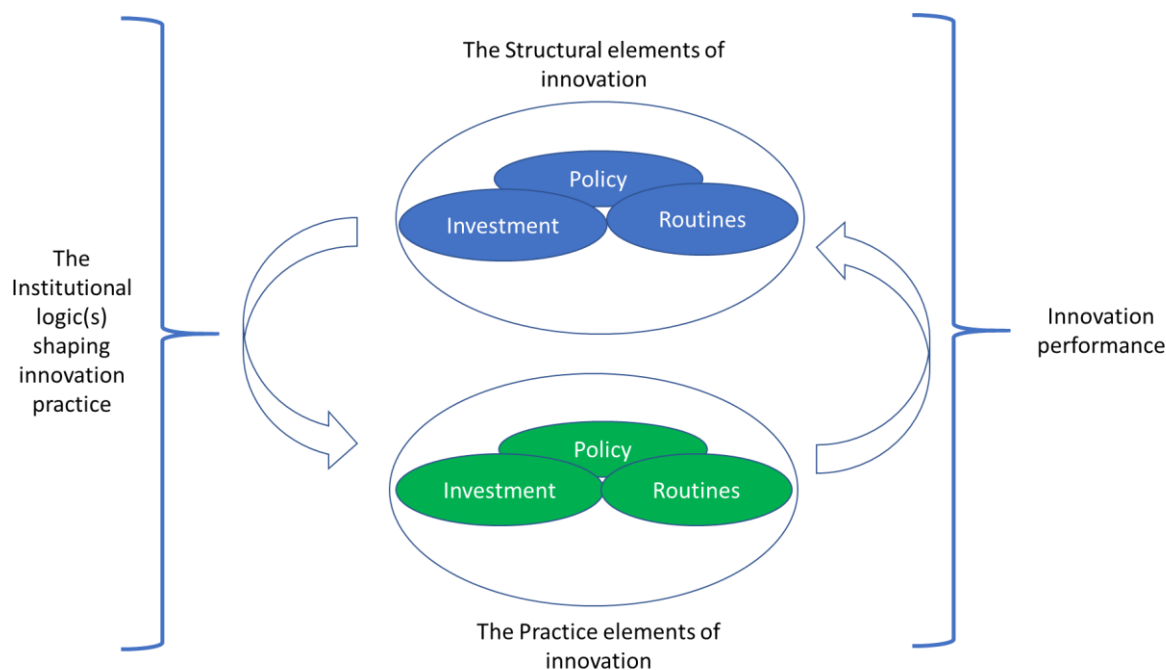 The Structural elements of
innovation
Policy
Investment
Routines
The
Institutional
logic(s)
shaping
innovation
practice
Innovation
performance
Policy
Investment
Routines
The Practice elements of
innovation